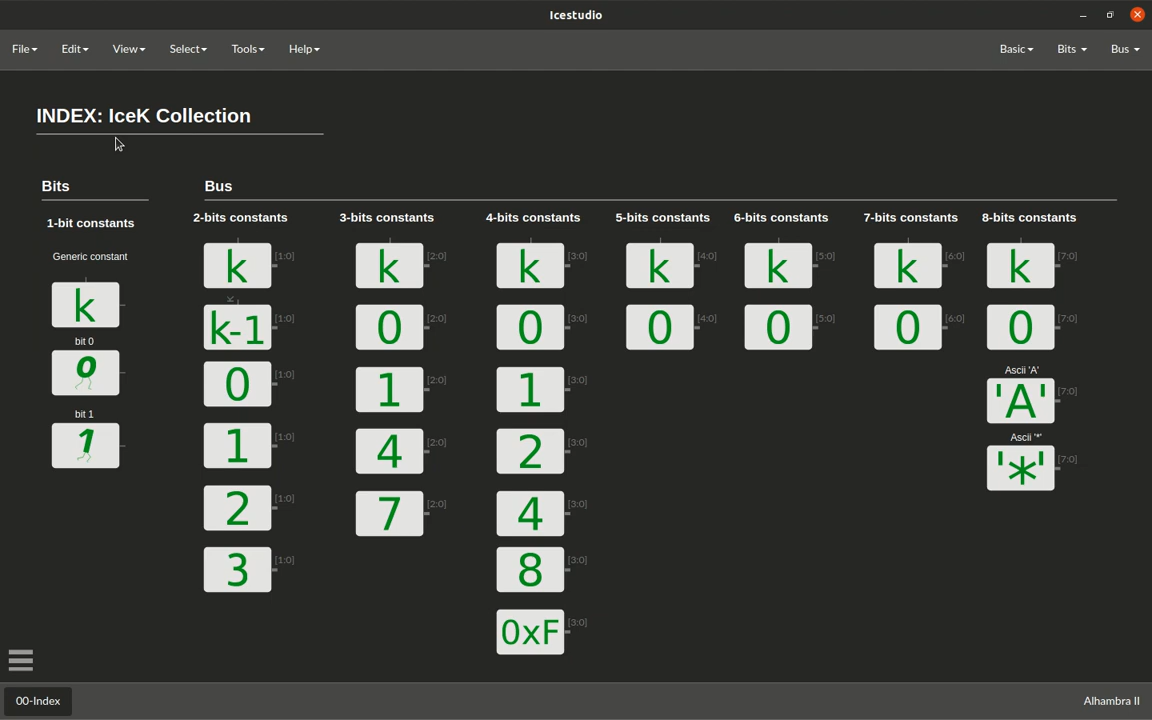 Icestudio
File Edit View Select Tools Help Basic Bits Bus
INDEX: IceK Collection
Bits Bus
1-bit constants 2-bits constants 3-bits constants 4-bits constants 5-bits constants 6-bits constants 7-bits constants 8-bits constants
Generic constant k [1:0] k [2:0] k [3:0] k [4:0] k [5:0] k [6:0] k [7:0]
k
K
k-1 [1:0] 0 [2:0] 0 [3:0] 0 [4:0] 0 [5:0] 0 [6:0] 0 [7:0]
bit 0
0
0 [1:0] 1 [2:0] 1 [3:0]
Ascii 'A'
'A' [7:0]
bit 1
1
1 [1:0] 4 [2:0] 2 [3:0]
Ascii '*'
'*' [7:0]
2 [1:0] 7 [2:0] 4 [3:0]
3 [1:0] 8 [3:0]
0xF [3:0]
00-Index Alhambra II